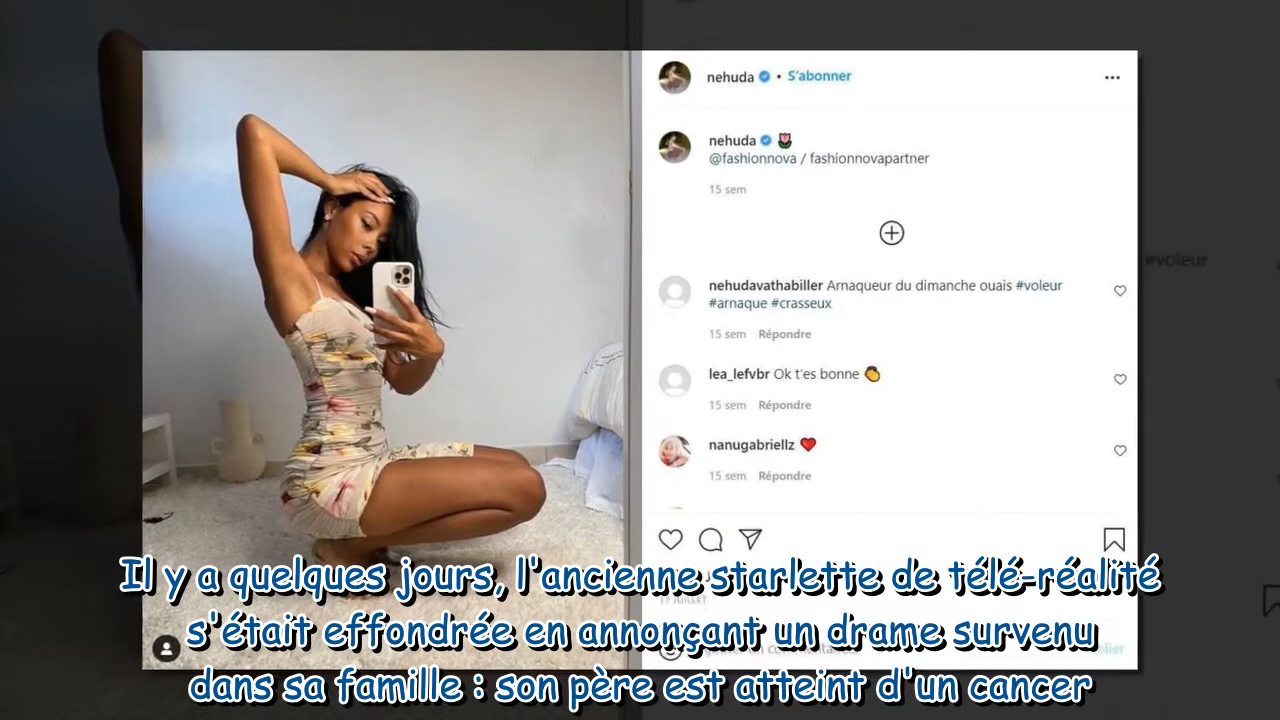 nehuda • S'abonner
nehuda
@fashionnova / fashionnovapartner
15 sem
#voleur
nehudavathabiller Arnaqueur du dimanche ouais #voleur
#arnaque #crasseux
15 sem Répondre
lea_lefvbr Ok t'es bonne
15 sem Répondre
nanugabriellz
15 sem Répondre
Il y a quelques jours, l'ancienne starlette de télé-réalité
s'était effondrée en annonçant un drame survenu
dans sa famille : son père est atteint d'un cancer